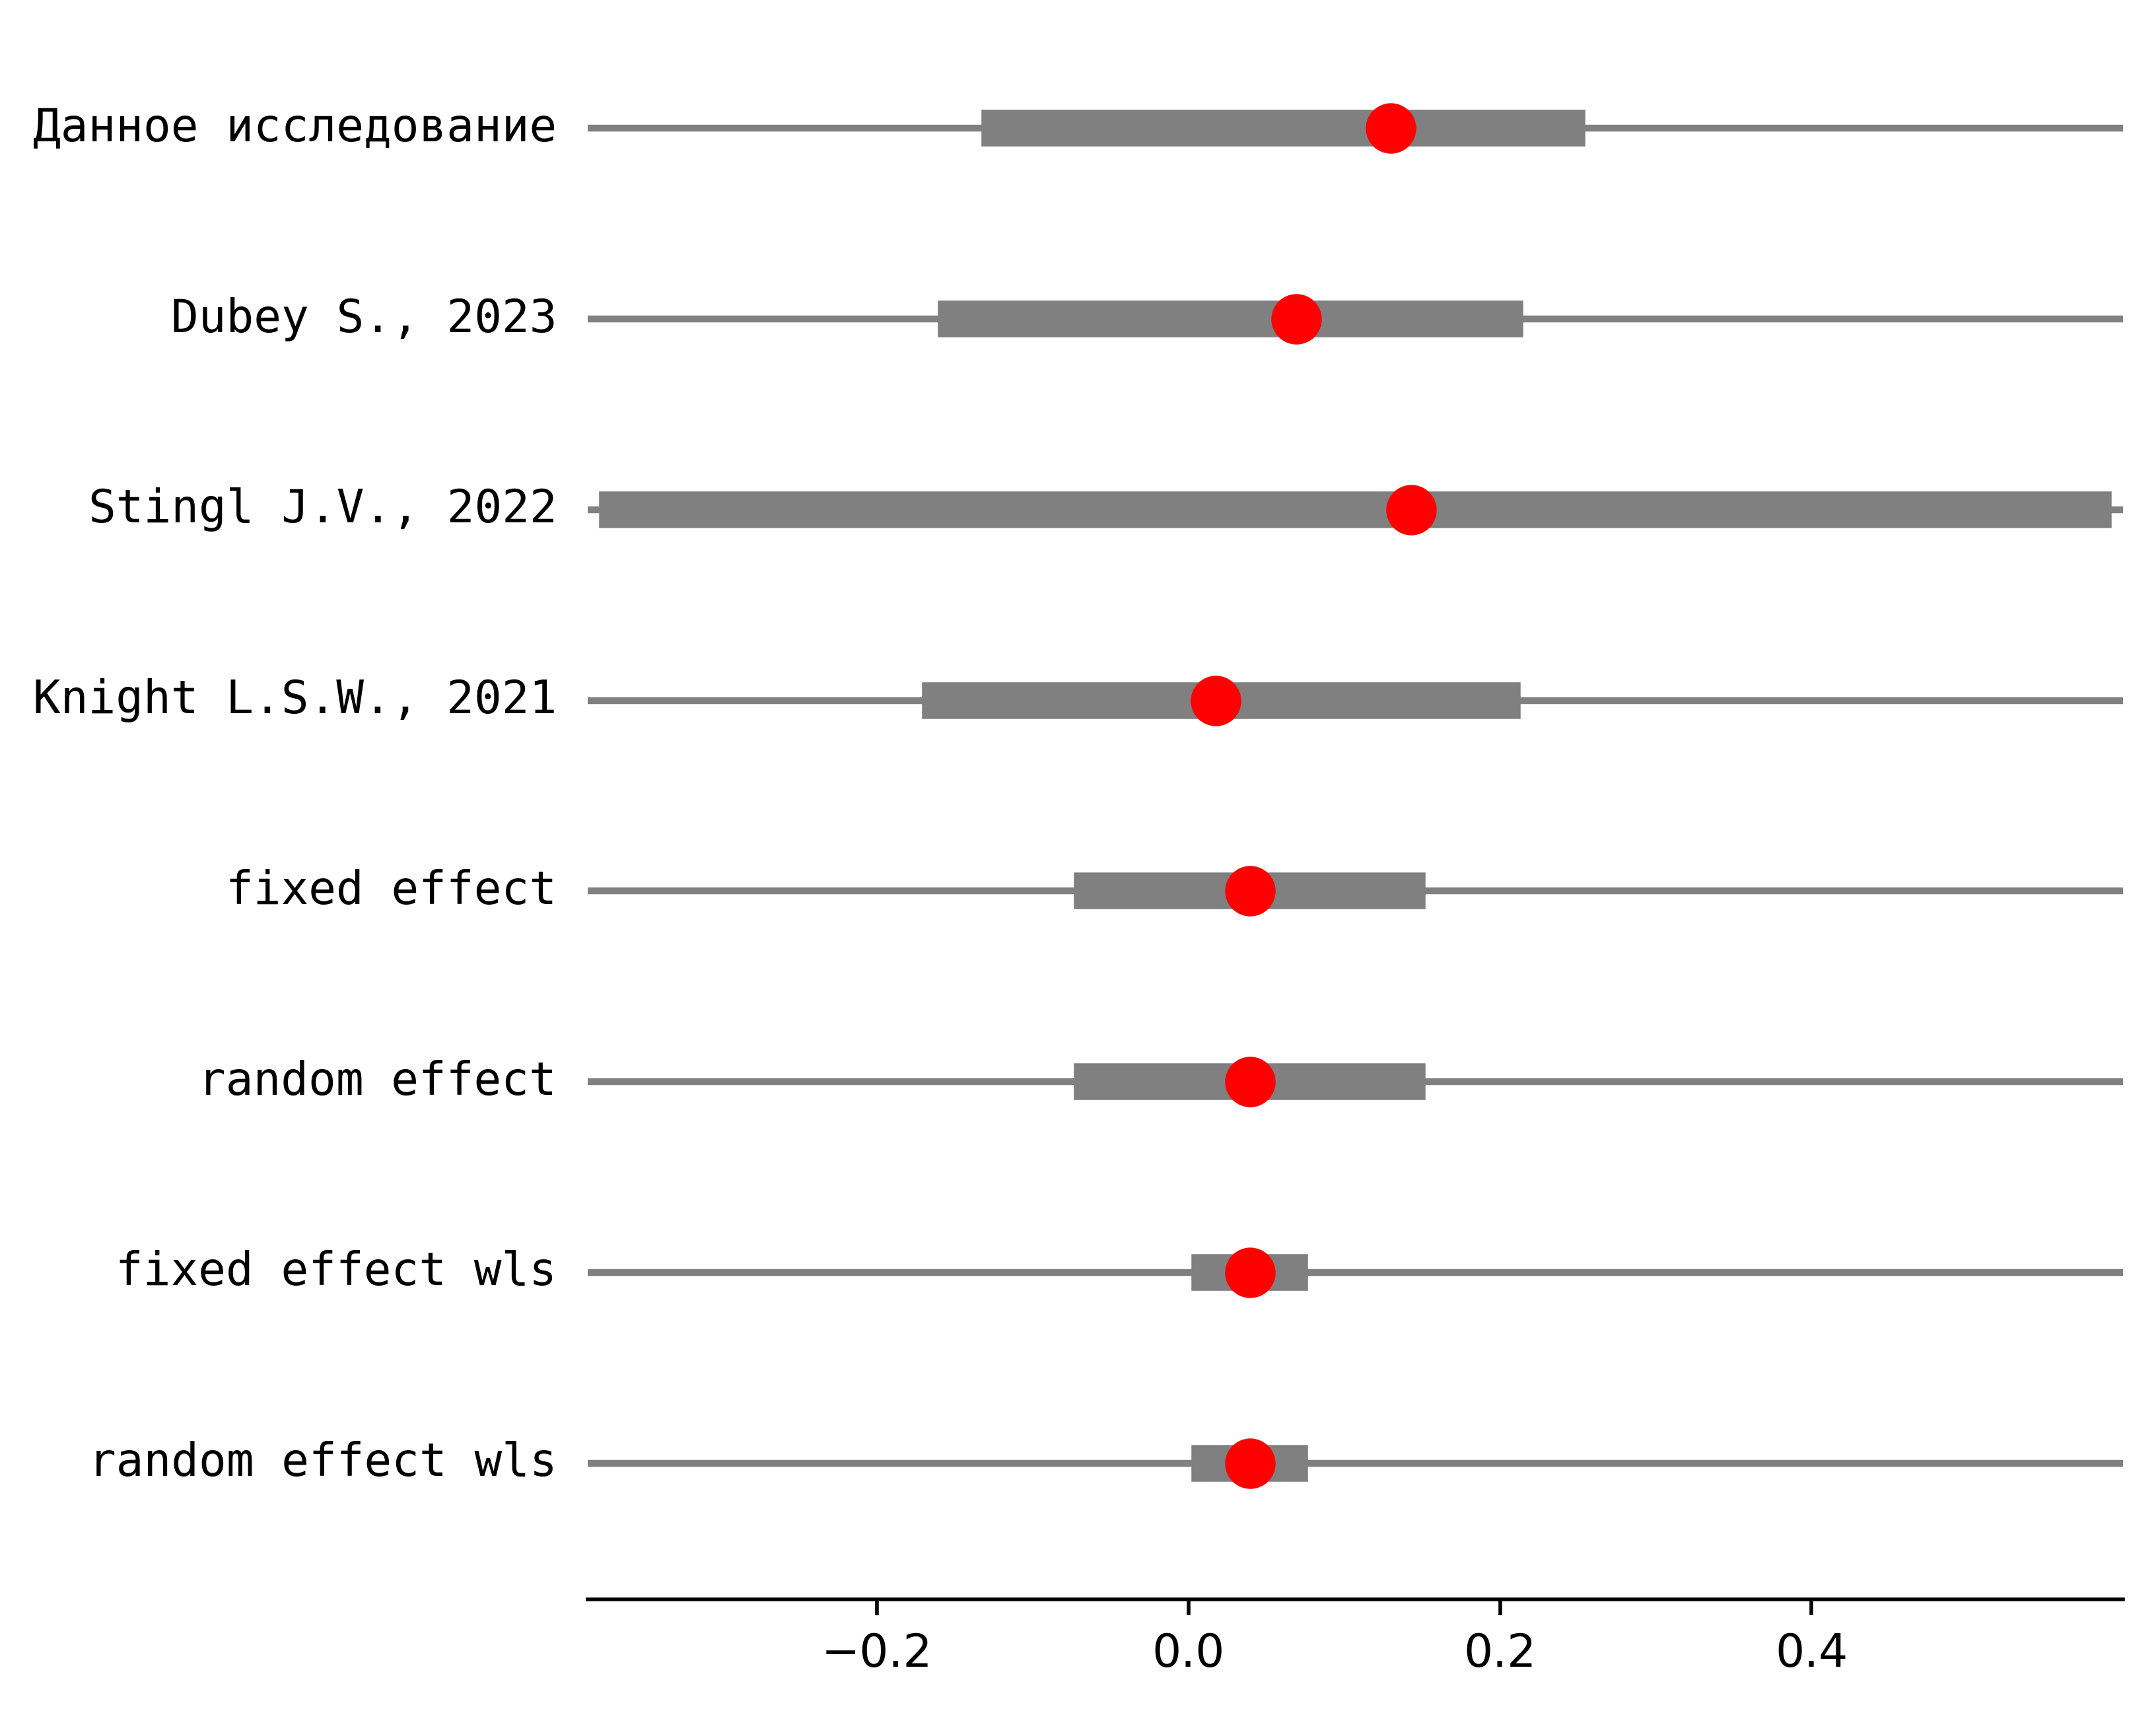 Данное исследование
Dubey S., 2023
Stingl J.V., 2022
Knight L.S.W., 2021
fixed effect
random effect
fixed effect wls
random effect wls
−0.2 0.0 0.2 0.4